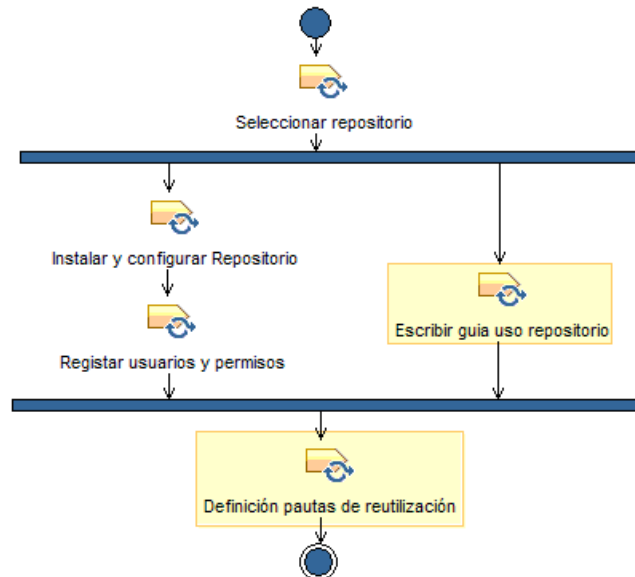 Seleccionar repositorio
Instalar y configurar Repositorio
Escribir guia uso repositorio
Registar usuarios y permisos
Definición pautas de reutilización